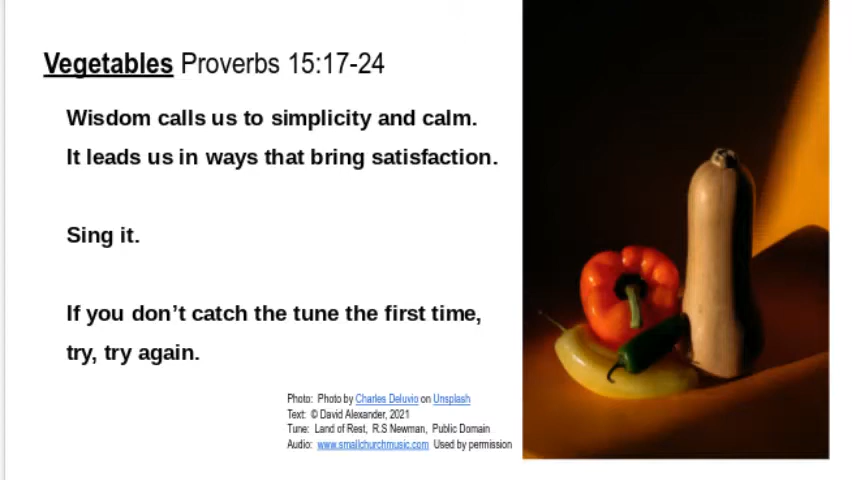 Vegetables Proverbs 15:17-24
Wisdom calls us to simplicity and calm.
It leads us in ways that bring satisfaction.
Sing it.
If you don’t catch the tune the first time,
try, try again.
Photo: Photo by Charles Deluvio on Unsplash
Text: © David Alexander, 2021
Tune: Land of Rest, R.S Newman, Public Domain
Audio: www.smallchurchmusic.com Used by permission